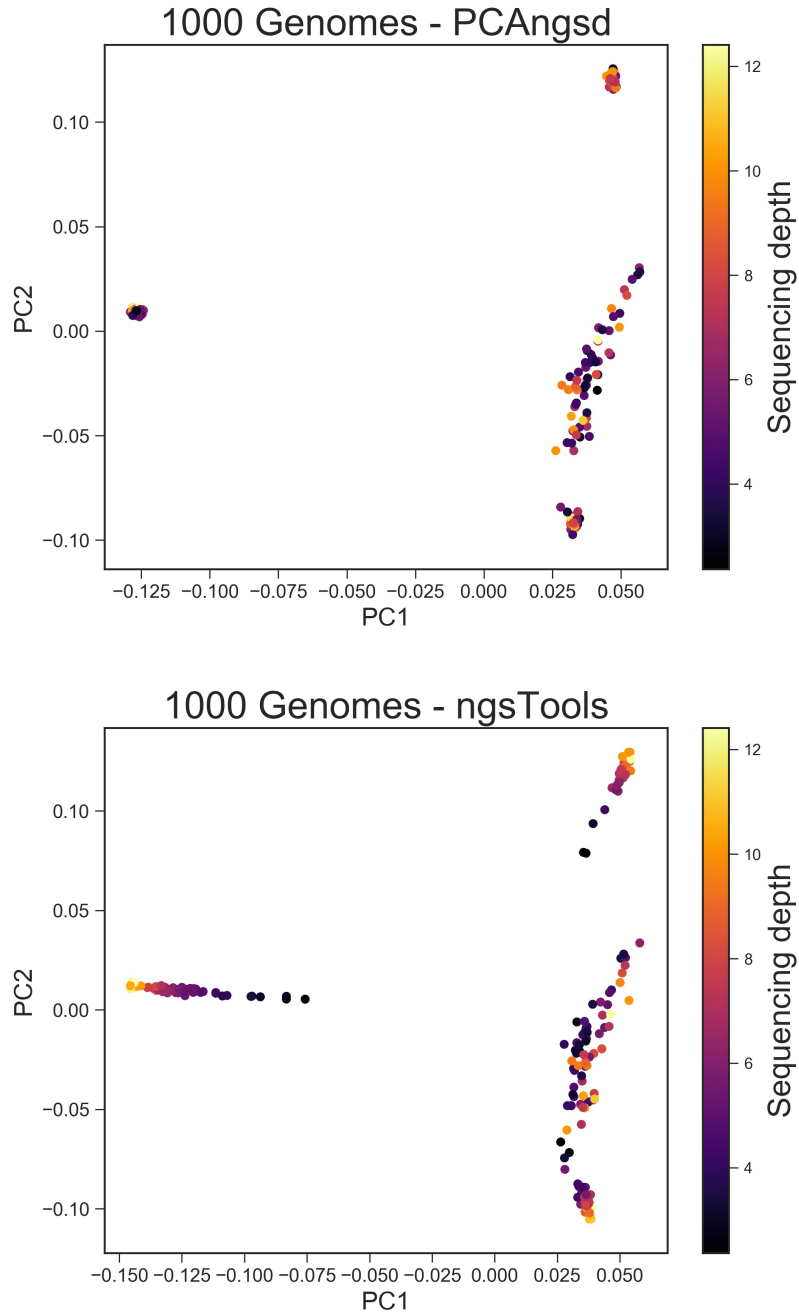 1000 Genomes - PCAngsd
PC2
0.10
0.05
0.00
−0.05
−0.10
−0.125 −0.100 −0.075 −0.050 −0.025 0.000 0.025 0.050
PC1
12
10
8
6
4
Sequencing depth
1000 Genomes - ngsTools
PC2
0.10
0.05
0.00
−0.05
−0.10
−0.150 −0.125 −0.100 −0.075 −0.050 −0.025 0.000 0.025 0.050
PC1
12
10
8
6
4
Sequencing depth